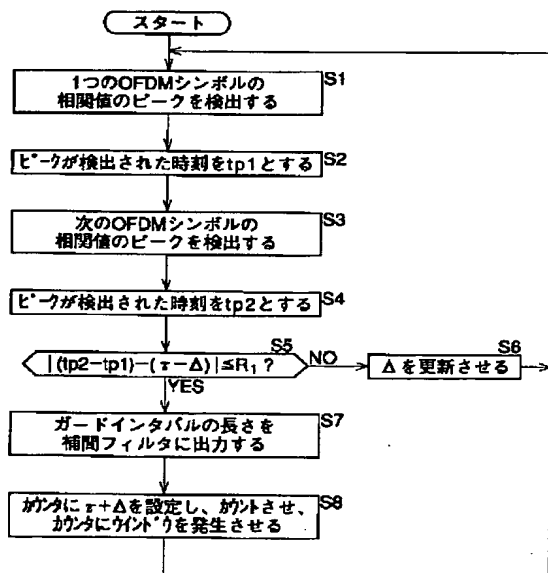 スタート
1つのOFDMシンボルの
相関値のピークを検出する
S1
ピークが検出された時刻をtp1とする
S2
次のOFDMシンボルの
相関値のピークを検出する
S3
ピークが検出された時刻をtp2とする
S4
|(tp2−tp1)−(τ−Δ)|≦R₁?
S5
NO
Δを更新させる
S6
YES
ガードインタバルの長さを
補間フィルタに出力する
S7
カウンタにτ+Δを設定し、カウントさせ、
カウンタにウインドウを発生させる
S8